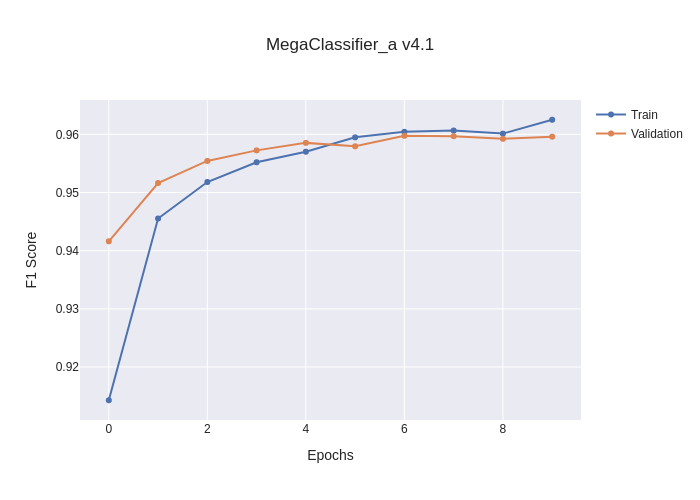 MegaClassifier_a v4.1
Train
Validation
F1 Score
0.96
0.95
0.94
0.93
0.92
0 2 4 6 8
Epochs